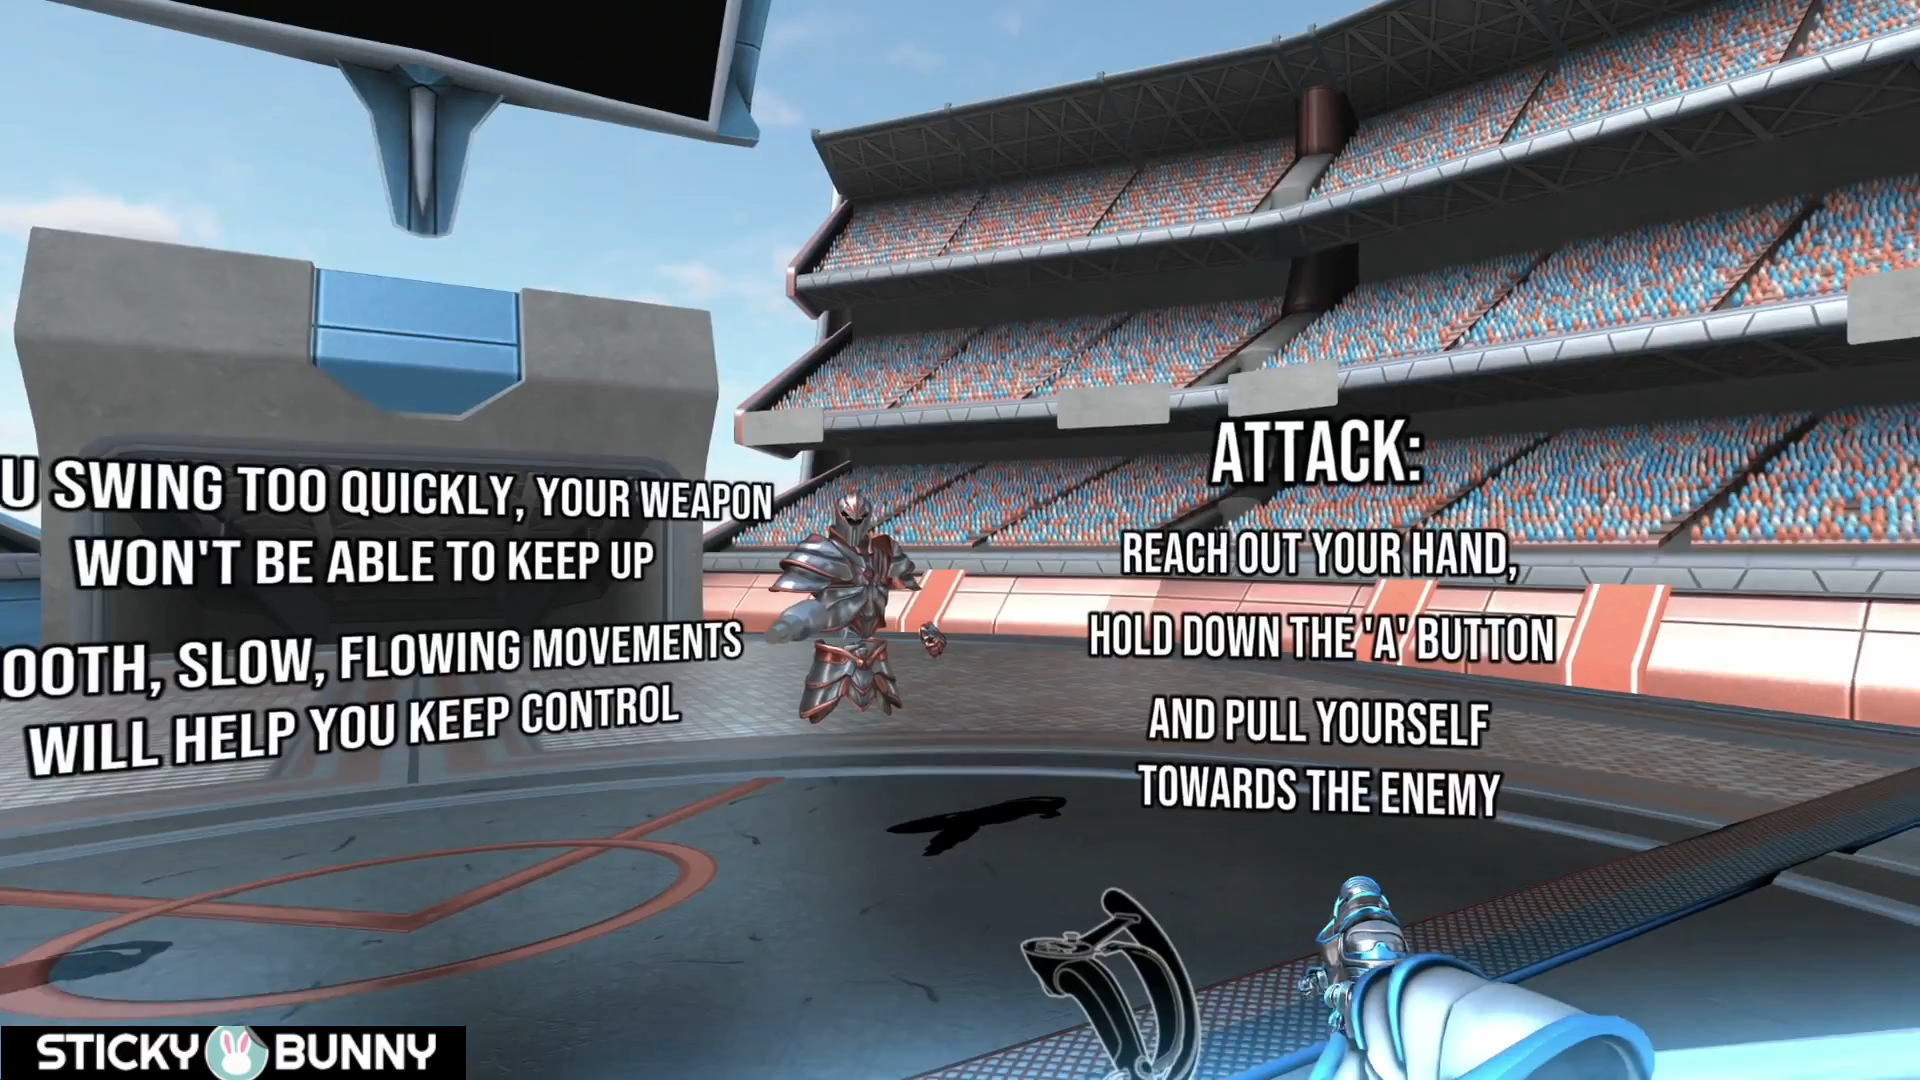 U SWING TOO QUICKLY, YOUR WEAPON
WON'T BE ABLE TO KEEP UP
OOTH, SLOW, FLOWING MOVEMENTS
WILL HELP YOU KEEP CONTROL
ATTACK:
REACH OUT YOUR HAND,
HOLD DOWN THE 'A' BUTTON
AND PULL YOURSELF
TOWARDS THE ENEMY
STICKY BUNNY